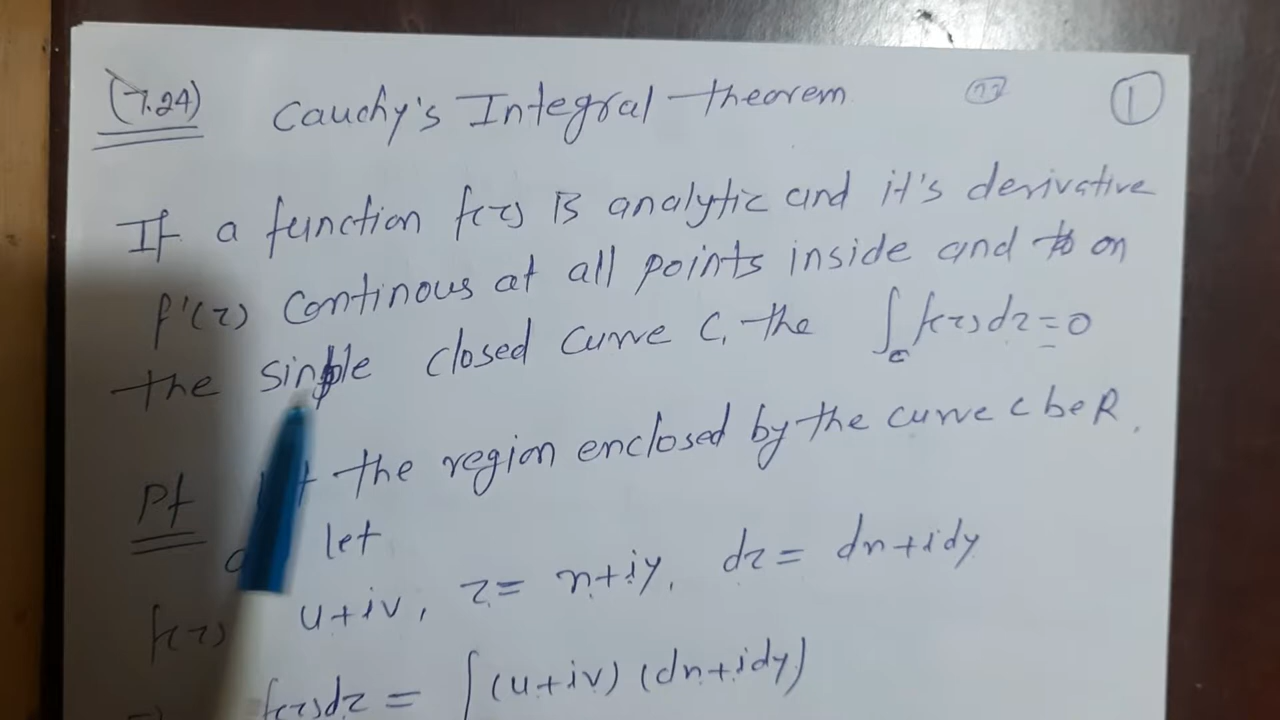 (7.24) Cauchy's Integral theorem ①
If a function f(z) is analytic and it's derivative
f'(z) continous at all points inside and on
the simple closed curve C, the ∫_c f(z)dz=0
Pf the region enclosed by the curve C be R.
let
f(z) u+iv, z= x+iy, dz= dx+idy
f(z)dz = ∫(u+iv) (dx+idy)